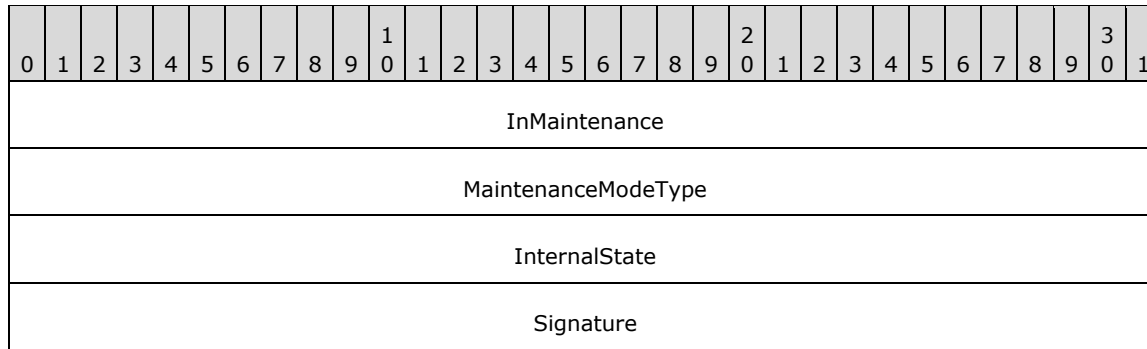 1 2 3
0 1 2 3 4 5 6 7 8 9 0 1 2 3 4 5 6 7 8 9 0 1 2 3 4 5 6 7 8 9 0 1
InMaintenance
MaintenanceModeType
InternalState
Signature